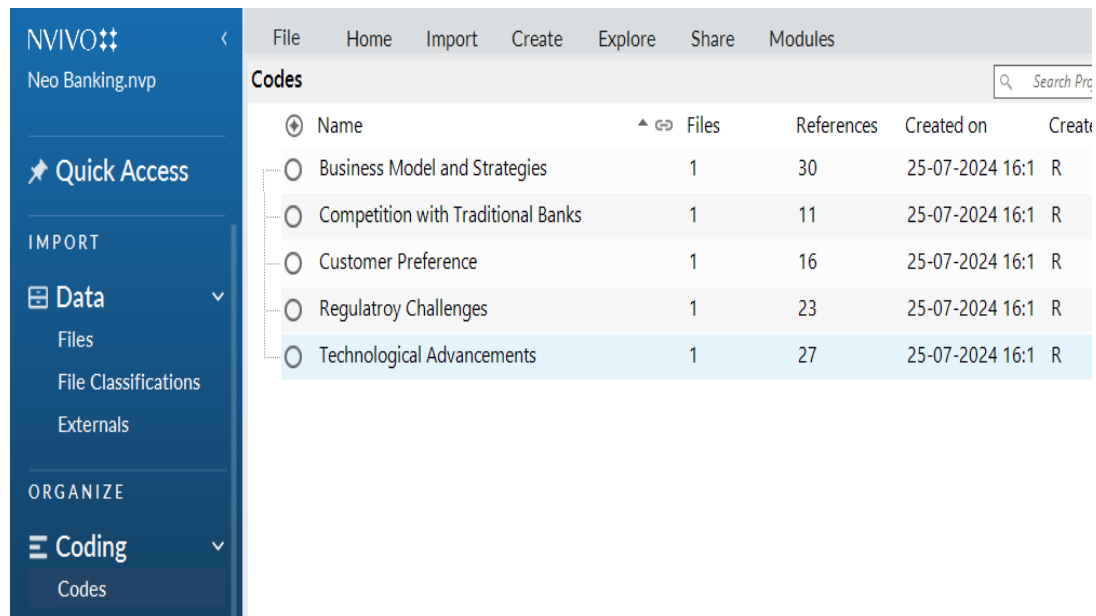 NVIVO
Neo Banking.nvp
Quick Access
IMPORT
Data
Files
File Classifications
Externals
ORGANIZE
Coding
Codes
File Home Import Create Explore Share Modules
Codes
Search Pro
Name Files References Created on Create
Business Model and Strategies 1 30 25-07-2024 16:1 R
Competition with Traditional Banks 1 11 25-07-2024 16:1 R
Customer Preference 1 16 25-07-2024 16:1 R
Regulatroy Challenges 1 23 25-07-2024 16:1 R
Technological Advancements 1 27 25-07-2024 16:1 R